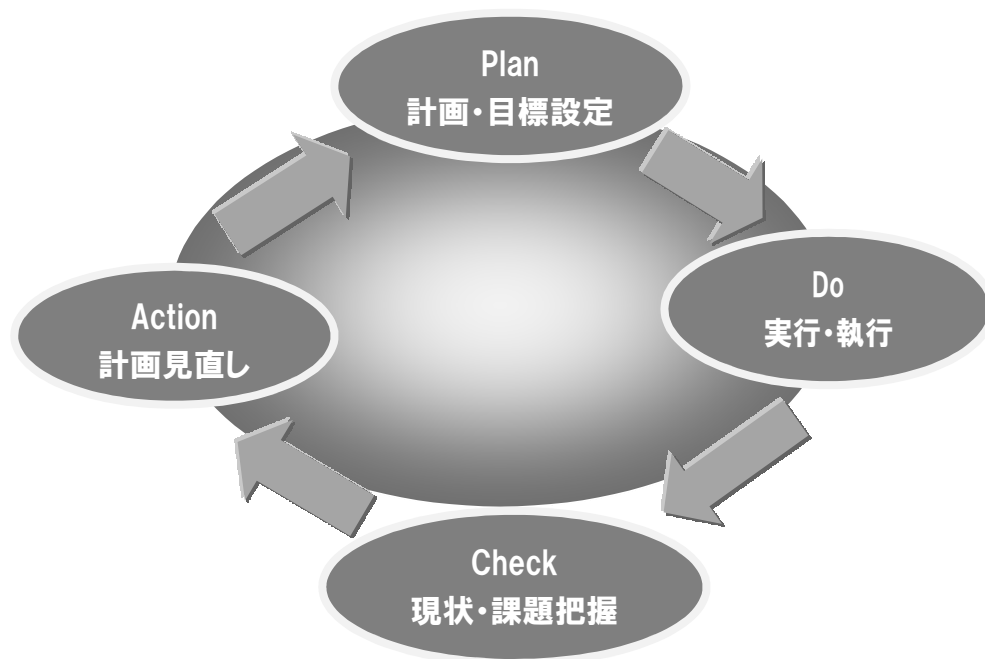 Plan
計画・目標設定
Do
実行・執行
Check
現状・課題把握
Action
計画見直し